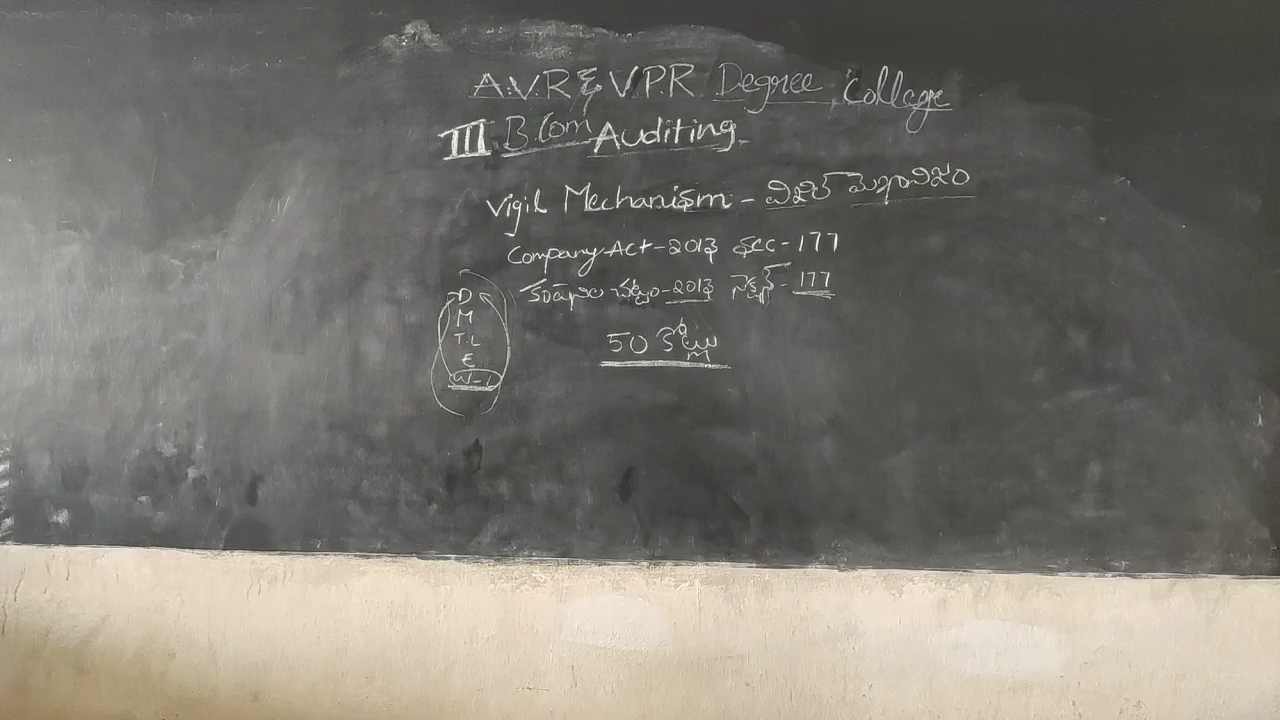 A.V.R & V.P.R Degree College
III B.Com Auditing
Vigil Mechanism - విజిల్ మెఖానిజం
Company Act - 2013 Sec - 177
కంపెనీల చట్టం - 2013 సెక్షన్ - 177
50 కోట్లు
D
M
T.L
E
W-L